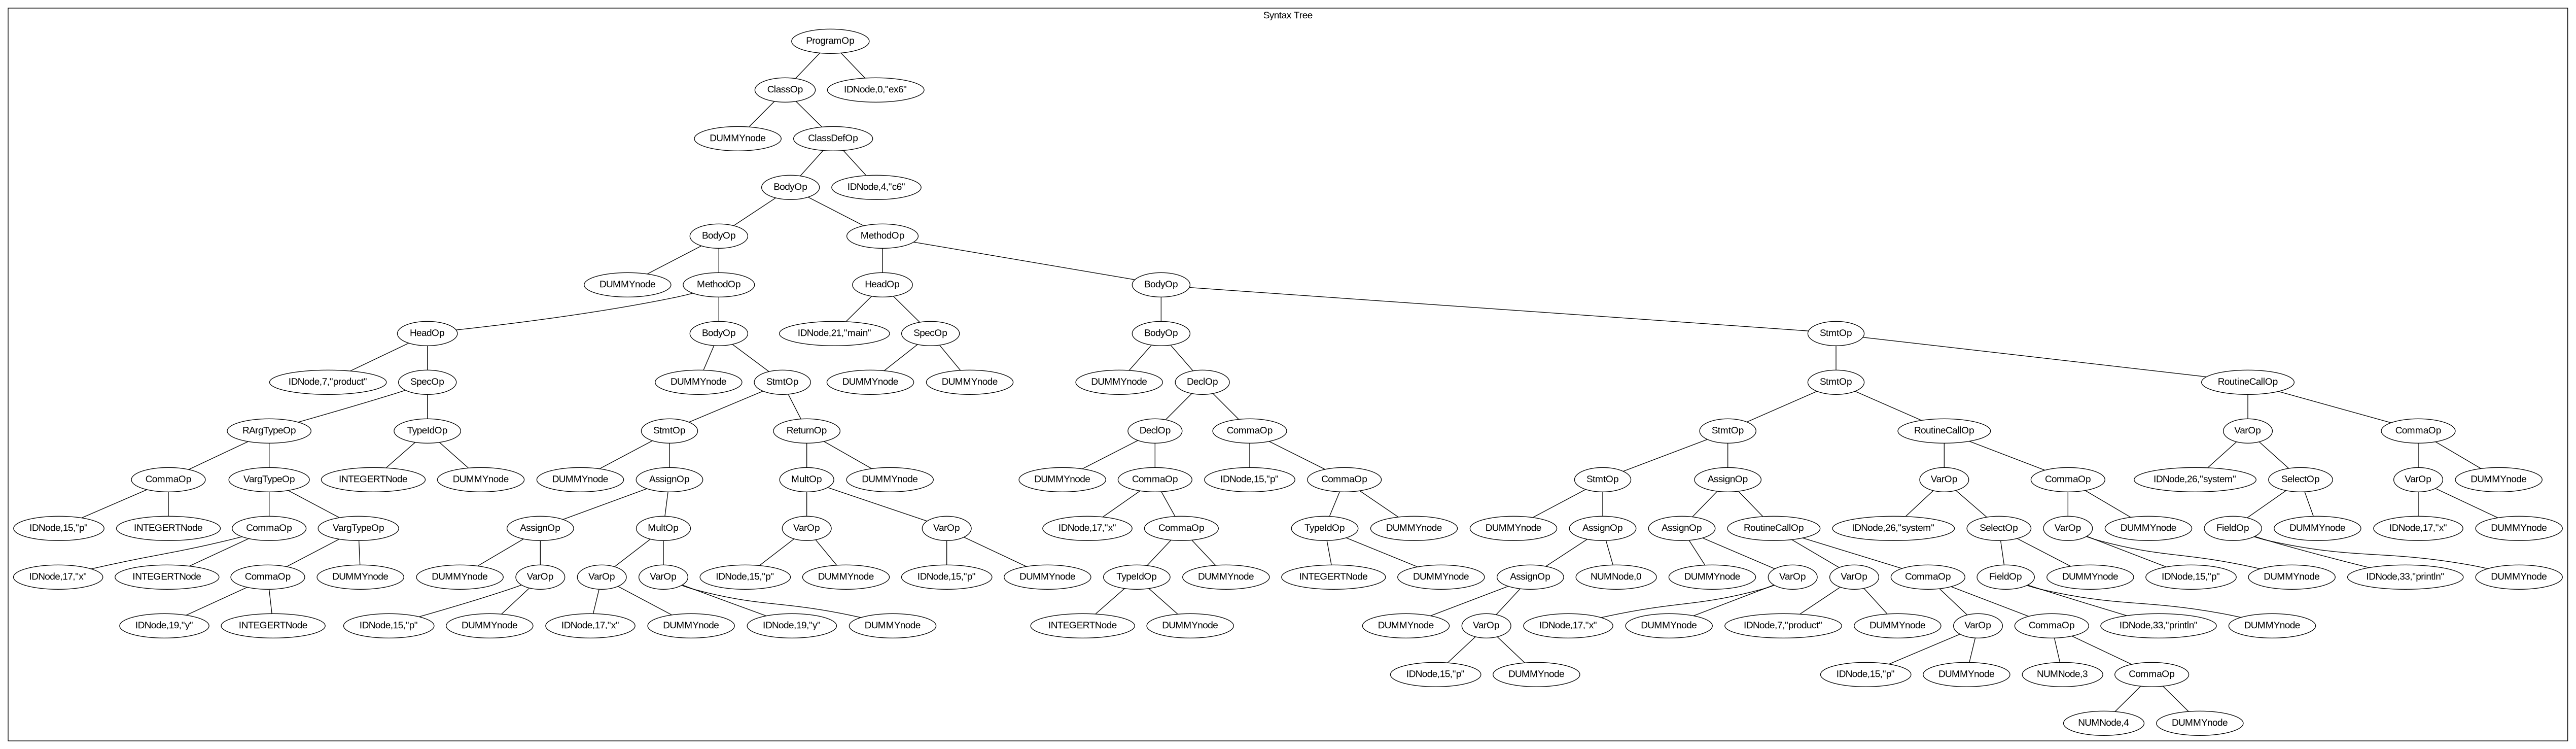 Syntax Tree
ProgramOp
ClassOp IDNode,0,"ex6"
DUMMYnode ClassDefOp
BodyOp IDNode,4,"c6"
BodyOp MethodOp
DUMMYnode MethodOp HeadOp BodyOp
HeadOp BodyOp IDNode,21,"main" SpecOp BodyOp StmtOp
IDNode,7,"product" SpecOp DUMMYnode StmtOp DUMMYnode DUMMYnode DUMMYnode DeclOp StmtOp RoutineCallOp
RArgTypeOp TypeIdOp StmtOp ReturnOp DeclOp CommaOp StmtOp RoutineCallOp VarOp CommaOp
CommaOp VargTypeOp INTEGERTNode DUMMYnode DUMMYnode AssignOp MultOp DUMMYnode DUMMYnode CommaOp IDNode,15,"p" CommaOp StmtOp AssignOp VarOp CommaOp IDNode,26,"system" SelectOp VarOp DUMMYnode
IDNode,15,"p" INTEGERTNode CommaOp VargTypeOp AssignOp MultOp VarOp VarOp IDNode,17,"x" CommaOp TypeIdOp DUMMYnode DUMMYnode AssignOp AssignOp RoutineCallOp IDNode,26,"system" SelectOp VarOp DUMMYnode FieldOp DUMMYnode IDNode,17,"x" DUMMYnode
IDNode,17,"x" INTEGERTNode CommaOp DUMMYnode DUMMYnode VarOp VarOp VarOp IDNode,15,"p" DUMMYnode IDNode,15,"p" DUMMYnode TypeIdOp DUMMYnode INTEGERTNode DUMMYnode AssignOp NUMNode,0 DUMMYnode VarOp VarOp CommaOp FieldOp DUMMYnode IDNode,15,"p" DUMMYnode IDNode,33,"println" DUMMYnode
IDNode,19,"y" INTEGERTNode IDNode,15,"p" DUMMYnode IDNode,17,"x" DUMMYnode IDNode,19,"y" DUMMYnode INTEGERTNode DUMMYnode DUMMYnode VarOp IDNode,17,"x" DUMMYnode IDNode,7,"product" DUMMYnode VarOp CommaOp IDNode,33,"println" DUMMYnode
IDNode,15,"p" DUMMYnode IDNode,15,"p" DUMMYnode NUMNode,3 CommaOp
NUMNode,4 DUMMYnode